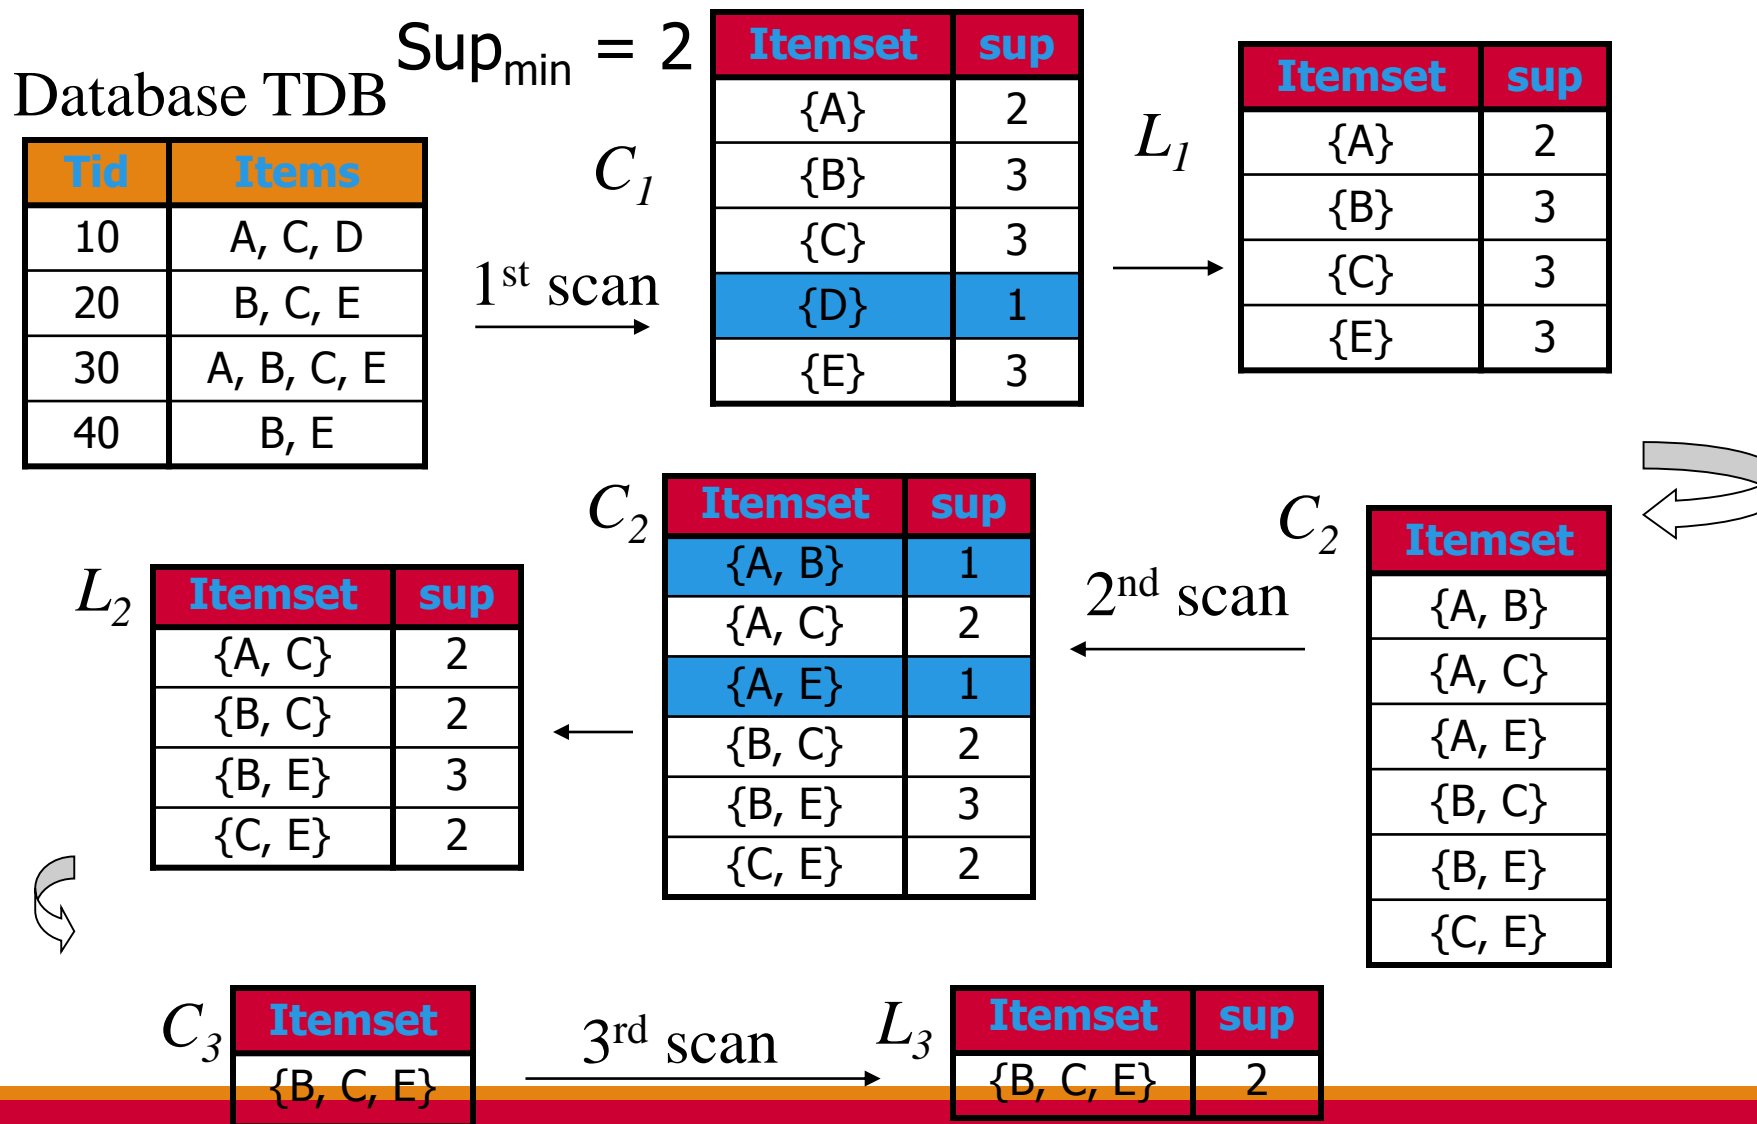 Sup_min = 2
Database TDB
Tid Items
10 A, C, D
20 B, C, E
30 A, B, C, E
40 B, E
1st scan
C1
Itemset sup
{A} 2
{B} 3
{C} 3
{D} 1
{E} 3
L1
Itemset sup
{A} 2
{B} 3
{C} 3
{E} 3
C2
Itemset
{A, B}
{A, C}
{A, E}
{B, C}
{B, E}
{C, E}
2nd scan
C2
Itemset sup
{A, B} 1
{A, C} 2
{A, E} 1
{B, C} 2
{B, E} 3
{C, E} 2
L2
Itemset sup
{A, C} 2
{B, C} 2
{B, E} 3
{C, E} 2
C3
Itemset
{B, C, E}
3rd scan
L3
Itemset sup
{B, C, E} 2